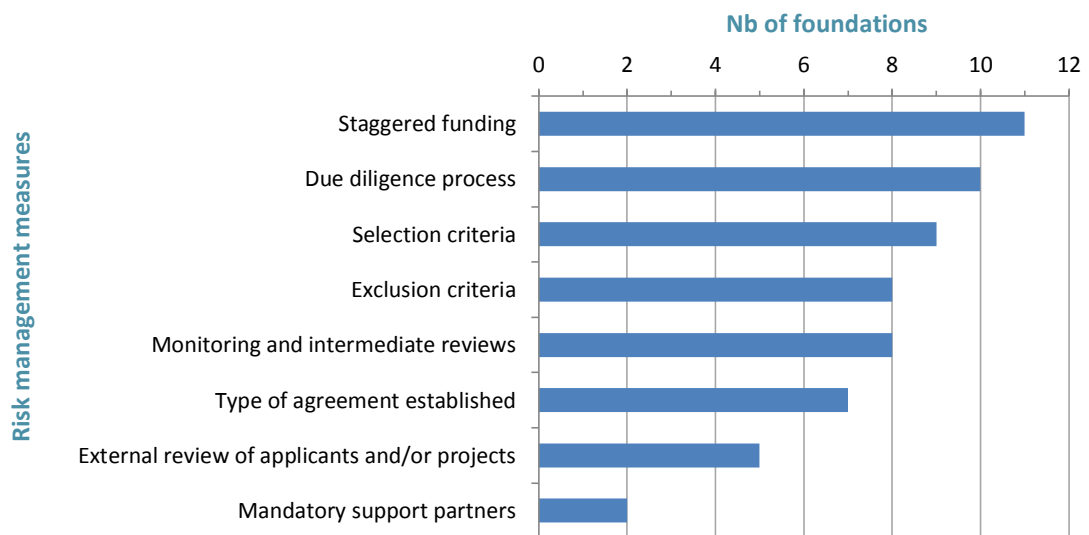 Nb of foundations
0 2 4 6 8 10 12
Risk management measures
Staggered funding
Due diligence process
Selection criteria
Exclusion criteria
Monitoring and intermediate reviews
Type of agreement established
External review of applicants and/or projects
Mandatory support partners